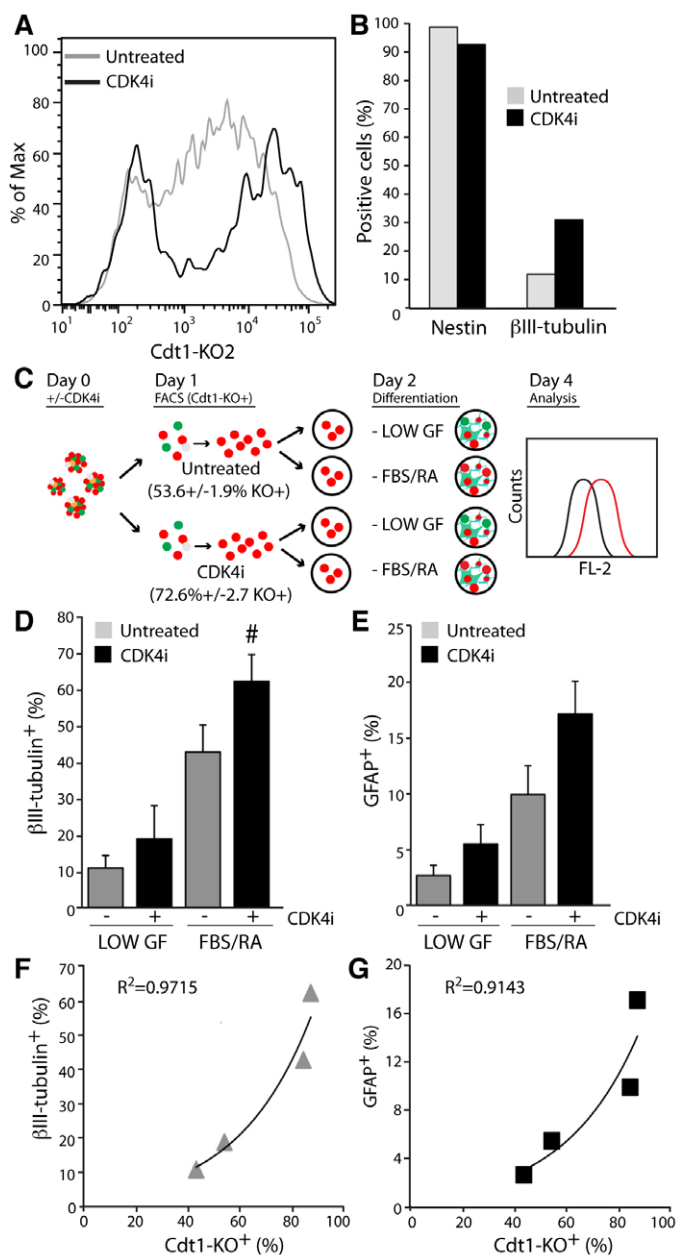 A
Untreated
CDK4i
% of Max
100
80
60
40
20
0
10¹ 10² 10³ 10⁴ 10⁵
Cdt1-KO2
B
Positive cells (%)
100
90
80
70
60
50
40
30
20
10
Untreated
CDK4i
Nestin βIII-tubulin
C
Day 0
+/-CDK4i
Day 1
FACS (Cdt1-KO+)
Day 2
Differentiation
Day 4
Analysis
Untreated
(53.6+/-1.9% KO+)
CDK4i
(72.6%+/-2.7 KO+)
- LOW GF
- FBS/RA
- LOW GF
- FBS/RA
Counts
FL-2
D
Untreated
CDK4i
#
βIII-tubulin⁺ (%)
80
70
60
50
40
30
20
10
0
- + - + CDK4i
LOW GF FBS/RA
E
Untreated
CDK4i
GFAP⁺ (%)
25
20
15
10
5
0
- + - + CDK4i
LOW GF FBS/RA
F
R²=0.9715
βIII-tubulin⁺ (%)
70
60
50
40
30
20
10
0
0 20 40 60 80 100
Cdt1-KO⁺ (%)
G
R²=0.9143
GFAP⁺ (%)
20
16
12
8
4
0
0 20 40 60 80 100
Cdt1-KO⁺ (%)